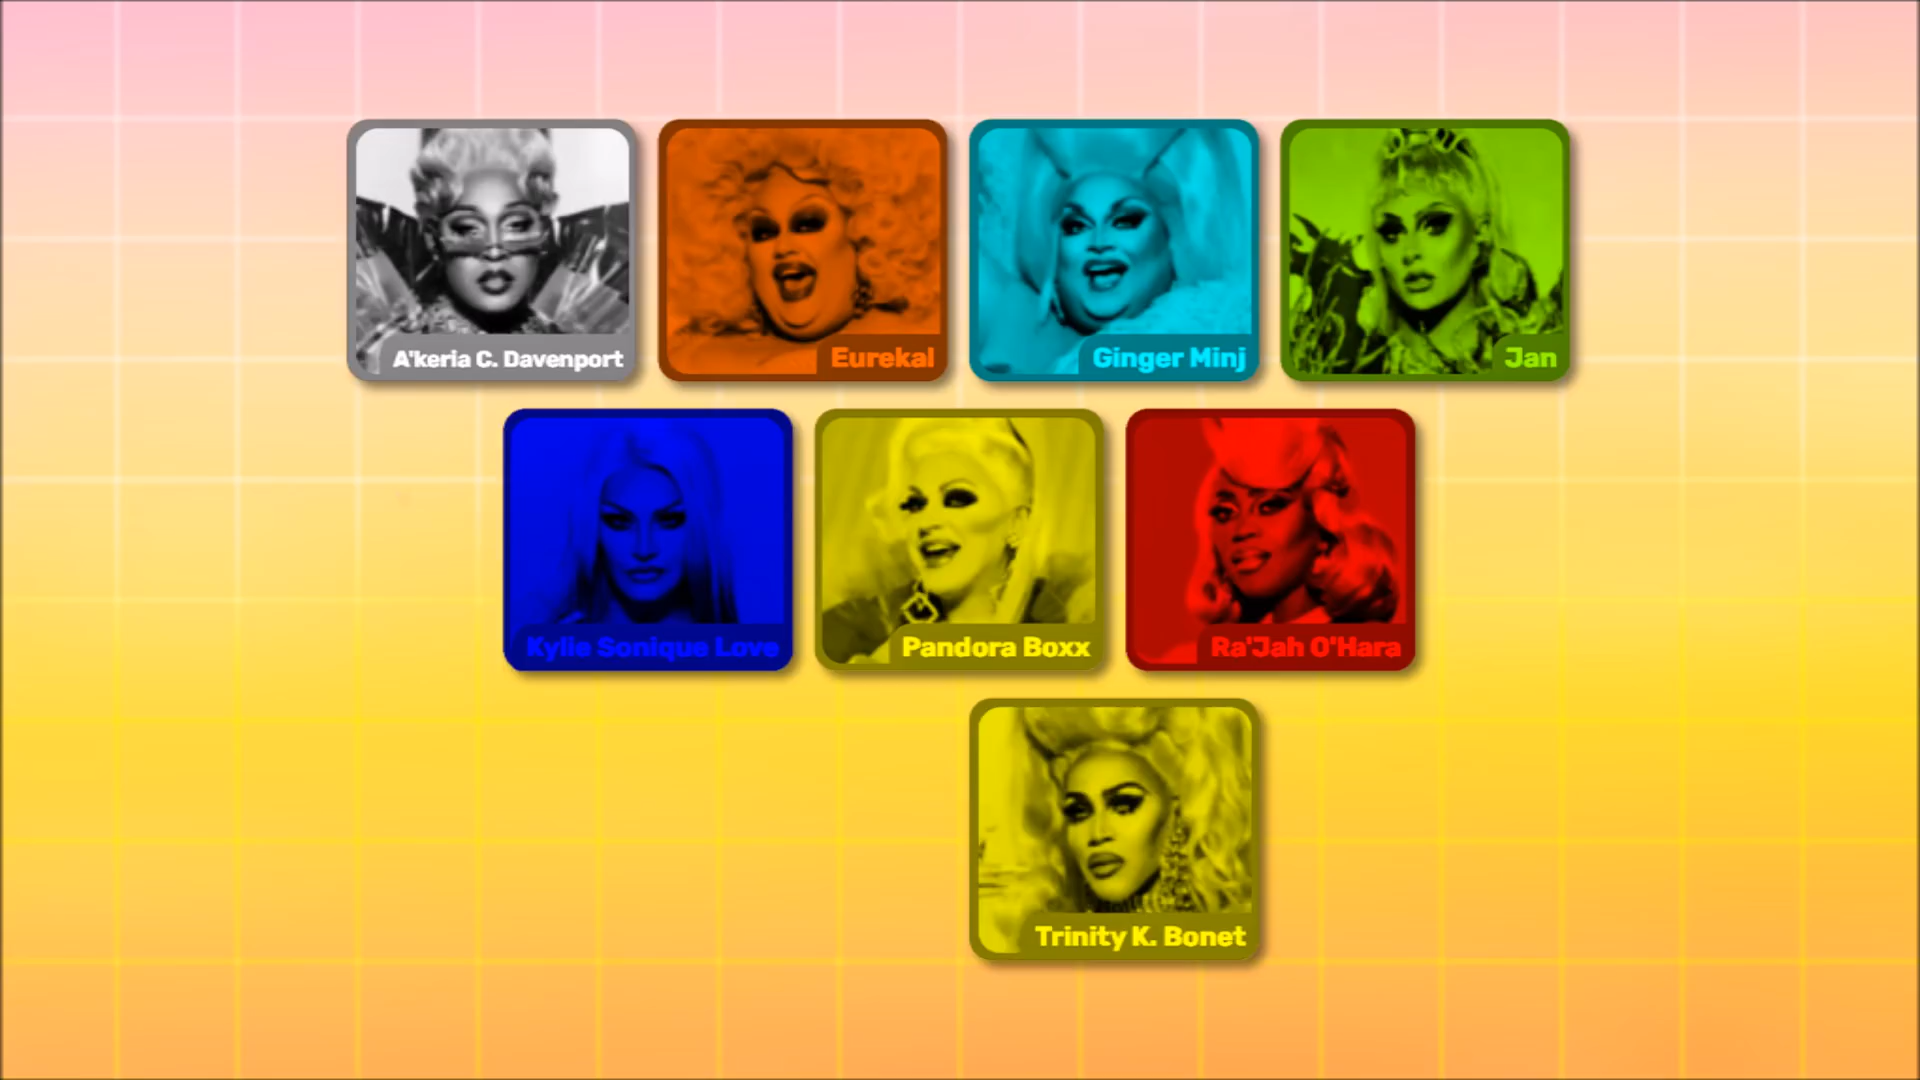 A'keria C. Davenport
Eureka!
Ginger Minj
Jan
Kylie Sonique Love
Pandora Boxx
Ra'Jah O'Hara
Trinity K. Bonet